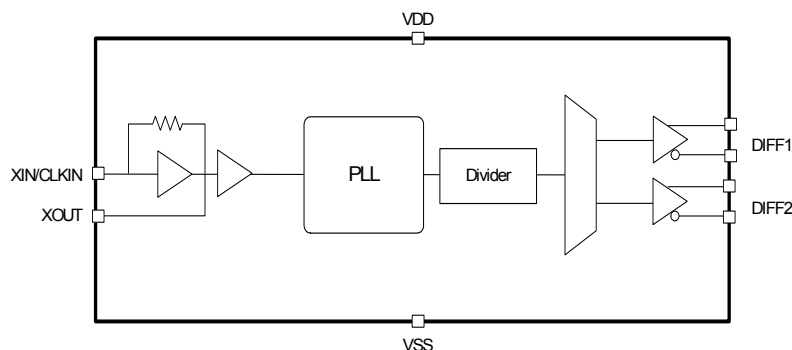 VDD
XIN/CLKIN
XOUT
PLL
Divider
DIFF1
DIFF2
VSS